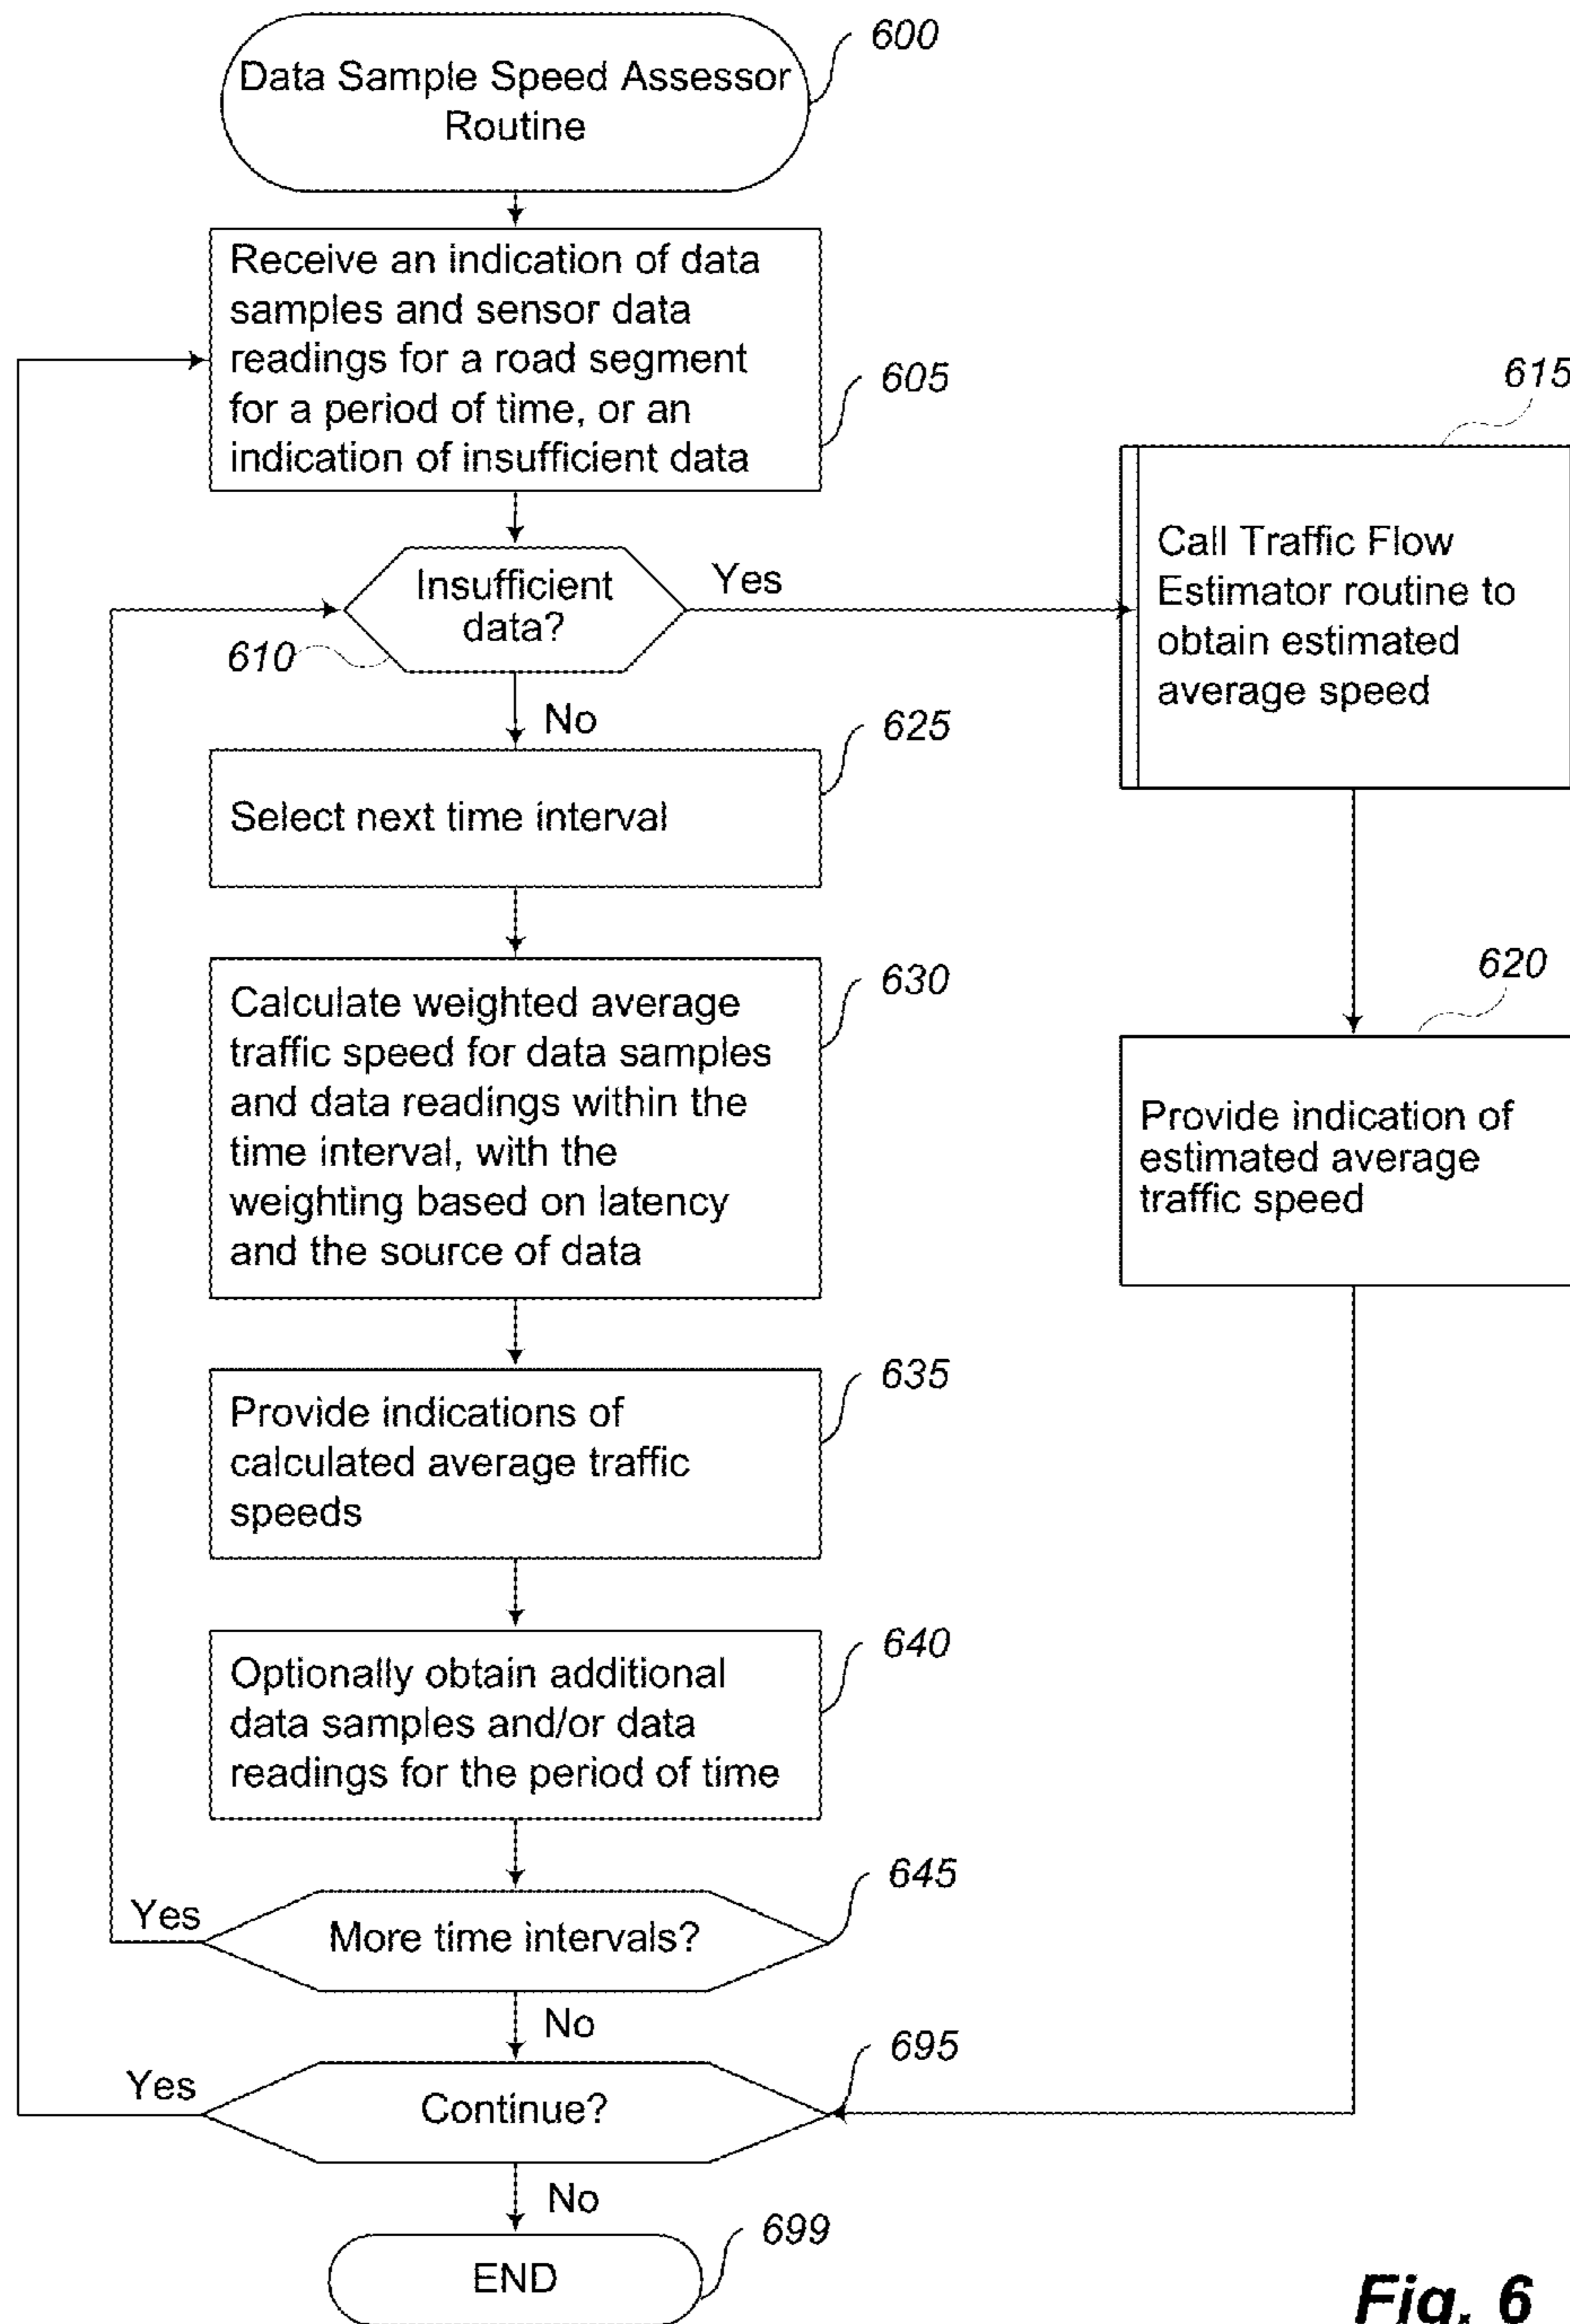 600
Data Sample Speed Assessor
Routine
Receive an indication of data
samples and sensor data
readings for a road segment
for a period of time, or an
indication of insufficient data
605
615
Insufficient
data?
Yes
610
No
Call Traffic Flow
Estimator routine to
obtain estimated
average speed
625
Select next time interval
620
Provide indication of
estimated average
traffic speed
630
Calculate weighted average
traffic speed for data samples
and data readings within the
time interval, with the
weighting based on latency
and the source of data
635
Provide indications of
calculated average traffic
speeds
640
Optionally obtain additional
data samples and/or data
readings for the period of time
645
Yes
More time intervals?
No
695
Yes
Continue?
No
699
END
Fig. 6